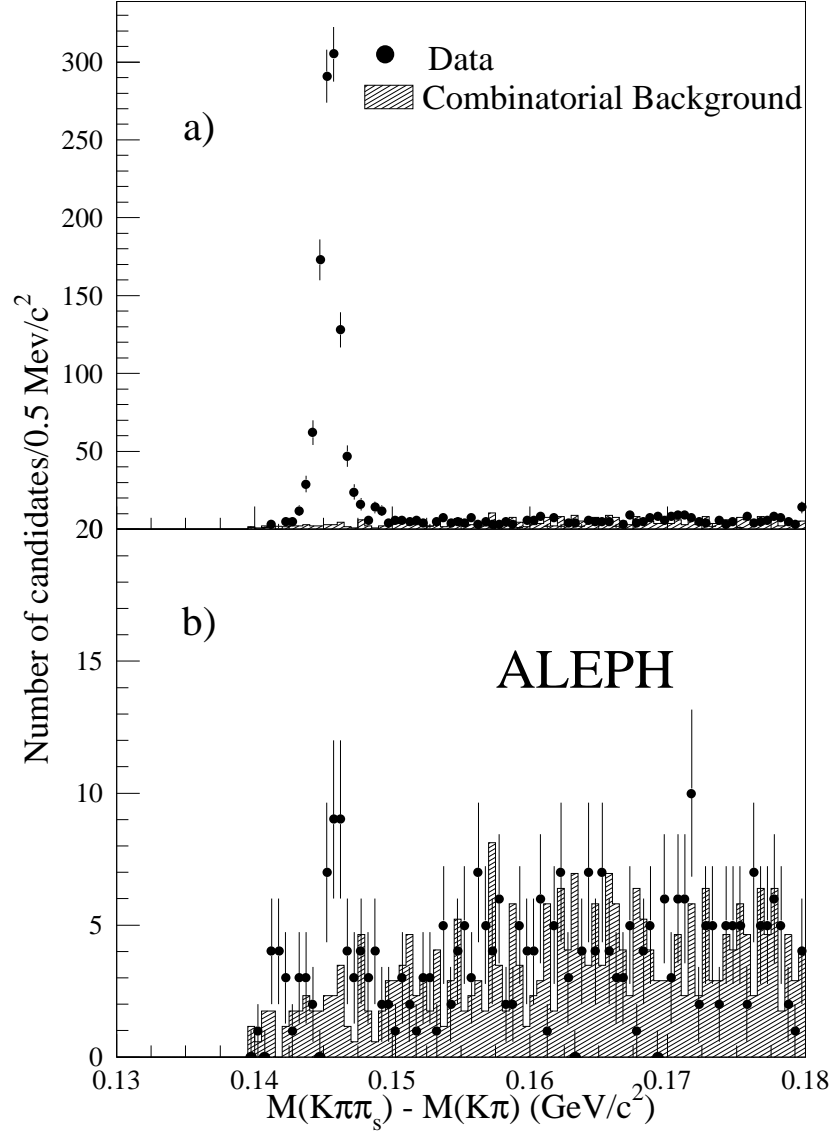 Number of candidates/0.5 Mev/c²
300
250
200
150
100
50
20
a)
Data
Combinatorial Background
b)
ALEPH
15
10
5
0
0.13
0.14
0.15
0.16
0.17
0.18
M(Kππₛ) - M(Kπ) (GeV/c²)